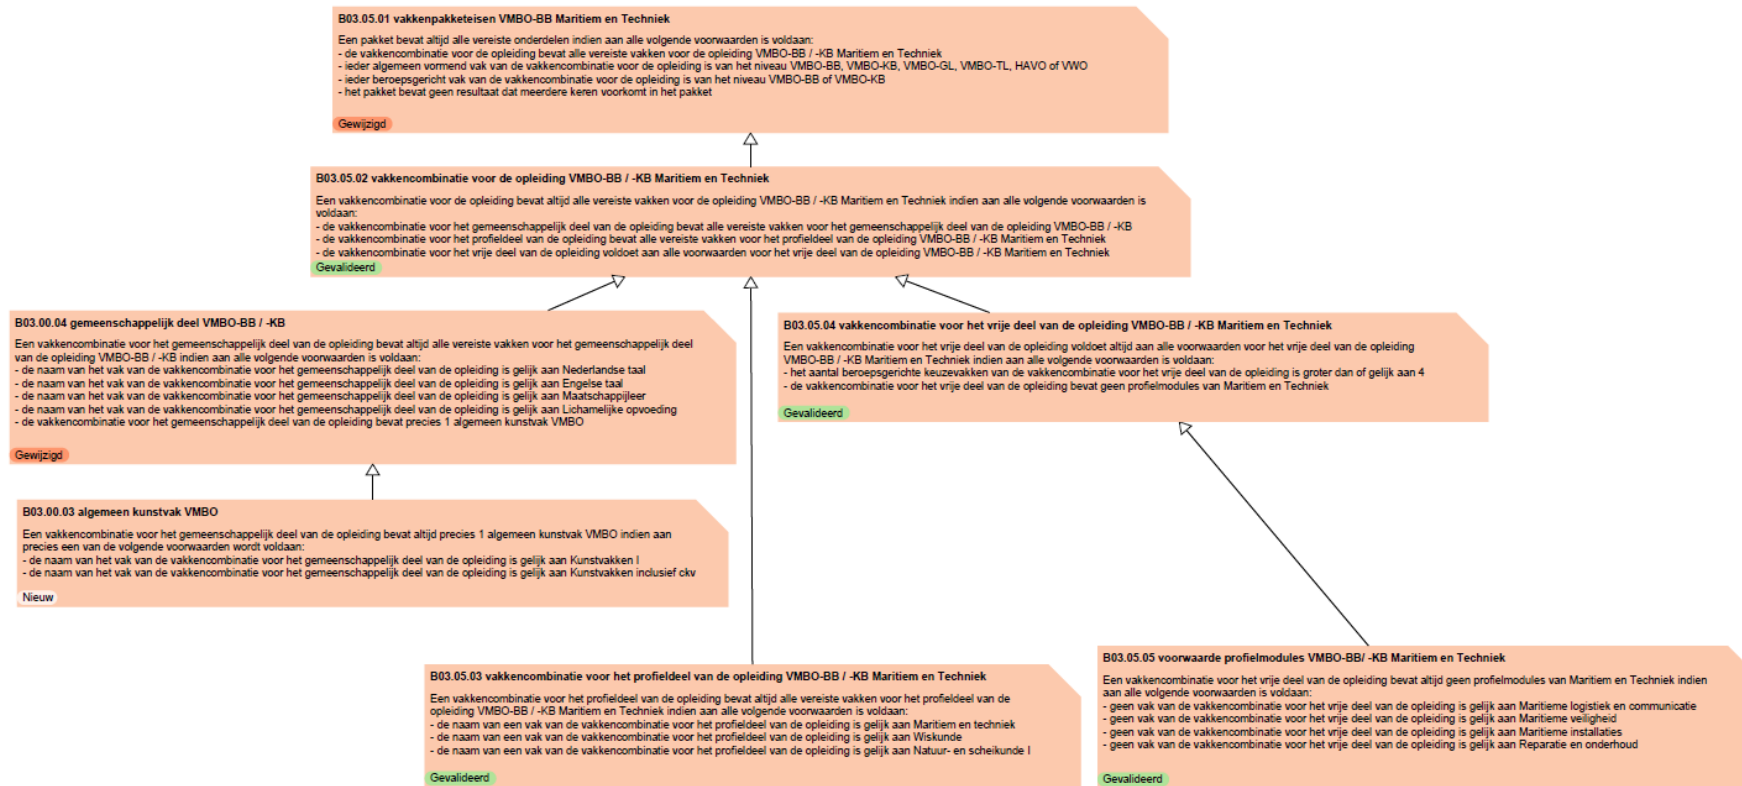 B03.05.01 vakkenpakketeisen VMBO-BB Maritiem en Techniek
Een pakket bevat altijd alle vereiste onderdelen indien aan alle volgende voorwaarden is voldaan:
- de vakkencombinatie voor de opleiding bevat alle vereiste vakken voor de opleiding VMBO-BB / -KB Maritiem en Techniek
- ieder algemeen vormend vak van de vakkencombinatie voor de opleiding is van het niveau VMBO-BB, VMBO-KB, VMBO-GL, VMBO-TL, HAVO of VWO
- ieder beroepsgericht vak van de vakkencombinatie voor de opleiding is van het niveau VMBO-BB of VMBO-KB
- het pakket bevat geen resultaat dat meerdere keren voorkomt in het pakket
Gewijzigd
B03.05.02 vakkencombinatie voor de opleiding VMBO-BB / -KB Maritiem en Techniek
Een vakkencombinatie voor de opleiding bevat altijd alle vereiste vakken voor de opleiding VMBO-BB / -KB Maritiem en Techniek indien aan alle volgende voorwaarden is
voldaan:
- de vakkencombinatie voor het gemeenschappelijk deel van de opleiding bevat alle vereiste vakken voor het gemeenschappelijk deel van de opleiding VMBO-BB / -KB
- de vakkencombinatie voor het profieldeel van de opleiding bevat alle vereiste vakken voor het profieldeel van de opleiding VMBO-BB / -KB Maritiem en Techniek
- de vakkencombinatie voor het vrije deel van de opleiding voldoet aan alle voorwaarden voor het vrije deel van de opleiding VMBO-BB / -KB Maritiem en Techniek
Gevalideerd
B03.00.04 gemeenschappelijk deel VMBO-BB / -KB
Een vakkencombinatie voor het gemeenschappelijk deel van de opleiding bevat altijd alle vereiste vakken voor het gemeenschappelijk deel
van de opleiding VMBO-BB / -KB indien aan alle volgende voorwaarden is voldaan:
- de naam van het vak van de vakkencombinatie voor het gemeenschappelijk deel van de opleiding is gelijk aan Nederlandse taal
- de naam van het vak van de vakkencombinatie voor het gemeenschappelijk deel van de opleiding is gelijk aan Engelse taal
- de naam van het vak van de vakkencombinatie voor het gemeenschappelijk deel van de opleiding is gelijk aan Maatschappijleer
- de naam van het vak van de vakkencombinatie voor het gemeenschappelijk deel van de opleiding is gelijk aan Lichamelijke opvoeding
- de vakkencombinatie voor het gemeenschappelijk deel van de opleiding bevat precies 1 algemeen kunstvak VMBO
Gewijzigd
B03.05.04 vakkencombinatie voor het vrije deel van de opleiding VMBO-BB / -KB Maritiem en Techniek
Een vakkencombinatie voor het vrije deel van de opleiding voldoet altijd aan alle voorwaarden voor het vrije deel van de opleiding
VMBO-BB / -KB Maritiem en Techniek indien aan alle volgende voorwaarden is voldaan:
- het aantal beroepsgerichte keuzevakken van de vakkencombinatie voor het vrije deel van de opleiding is groter dan of gelijk aan 4
- de vakkencombinatie voor het vrije deel van de opleiding bevat geen profielmodules van Maritiem en Techniek
Gevalideerd
B03.00.03 algemeen kunstvak VMBO
Een vakkencombinatie voor het gemeenschappelijk deel van de opleiding bevat altijd precies 1 algemeen kunstvak VMBO indien aan
precies een van de volgende voorwaarden wordt voldaan:
- de naam van het vak van de vakkencombinatie voor het gemeenschappelijk deel van de opleiding is gelijk aan Kunstvakken I
- de naam van het vak van de vakkencombinatie voor het gemeenschappelijk deel van de opleiding is gelijk aan Kunstvakken inclusief ckv
Nieuw
B03.05.03 vakkencombinatie voor het profieldeel van de opleiding VMBO-BB / -KB Maritiem en Techniek
Een vakkencombinatie voor het profieldeel van de opleiding bevat altijd alle vereiste vakken voor het profieldeel van de
opleiding VMBO-BB / -KB Maritiem en Techniek indien aan alle volgende voorwaarden is voldaan:
- de naam van een vak van de vakkencombinatie voor het profieldeel van de opleiding is gelijk aan Maritiem en techniek
- de naam van een vak van de vakkencombinatie voor het profieldeel van de opleiding is gelijk aan Wiskunde
- de naam van een vak van de vakkencombinatie voor het profieldeel van de opleiding is gelijk aan Natuur- en scheikunde I
Gevalideerd
B03.05.05 voorwaarde profielmodules VMBO-BB/ -KB Maritiem en Techniek
Een vakkencombinatie voor het vrije deel van de opleiding bevat altijd geen profielmodules van Maritiem en Techniek indien
aan alle volgende voorwaarden is voldaan:
- geen vak van de vakkencombinatie voor het vrije deel van de opleiding is gelijk aan Maritieme logistiek en communicatie
- geen vak van de vakkencombinatie voor het vrije deel van de opleiding is gelijk aan Maritieme veiligheid
- geen vak van de vakkencombinatie voor het vrije deel van de opleiding is gelijk aan Maritieme installaties
- geen vak van de vakkencombinatie voor het vrije deel van de opleiding is gelijk aan Reparatie en onderhoud
Gevalideerd